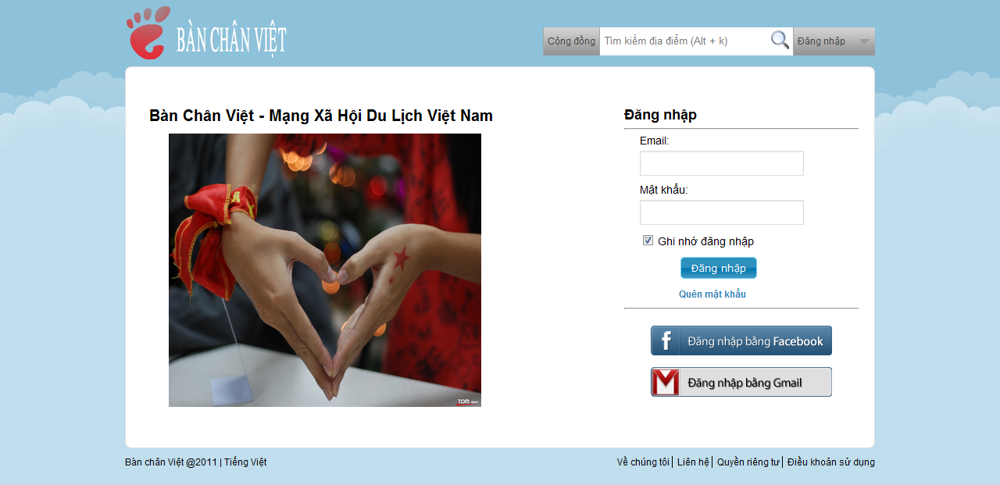 BÀN CHÂN VIỆT
Cộng đồng
Tìm kiếm địa điểm (Alt + k)
Đăng nhập
Bàn Chân Việt - Mạng Xã Hội Du Lịch Việt Nam
TOM
Đăng nhập
Email:
Mật khẩu:
Ghi nhớ đăng nhập
Đăng nhập
Quên mật khẩu
Đăng nhập bằng Facebook
Đăng nhập bằng Gmail
Bàn chân Việt @2011 | Tiếng Việt
Về chúng tôi | Liên hệ | Quyền riêng tư | Điều khoản sử dụng